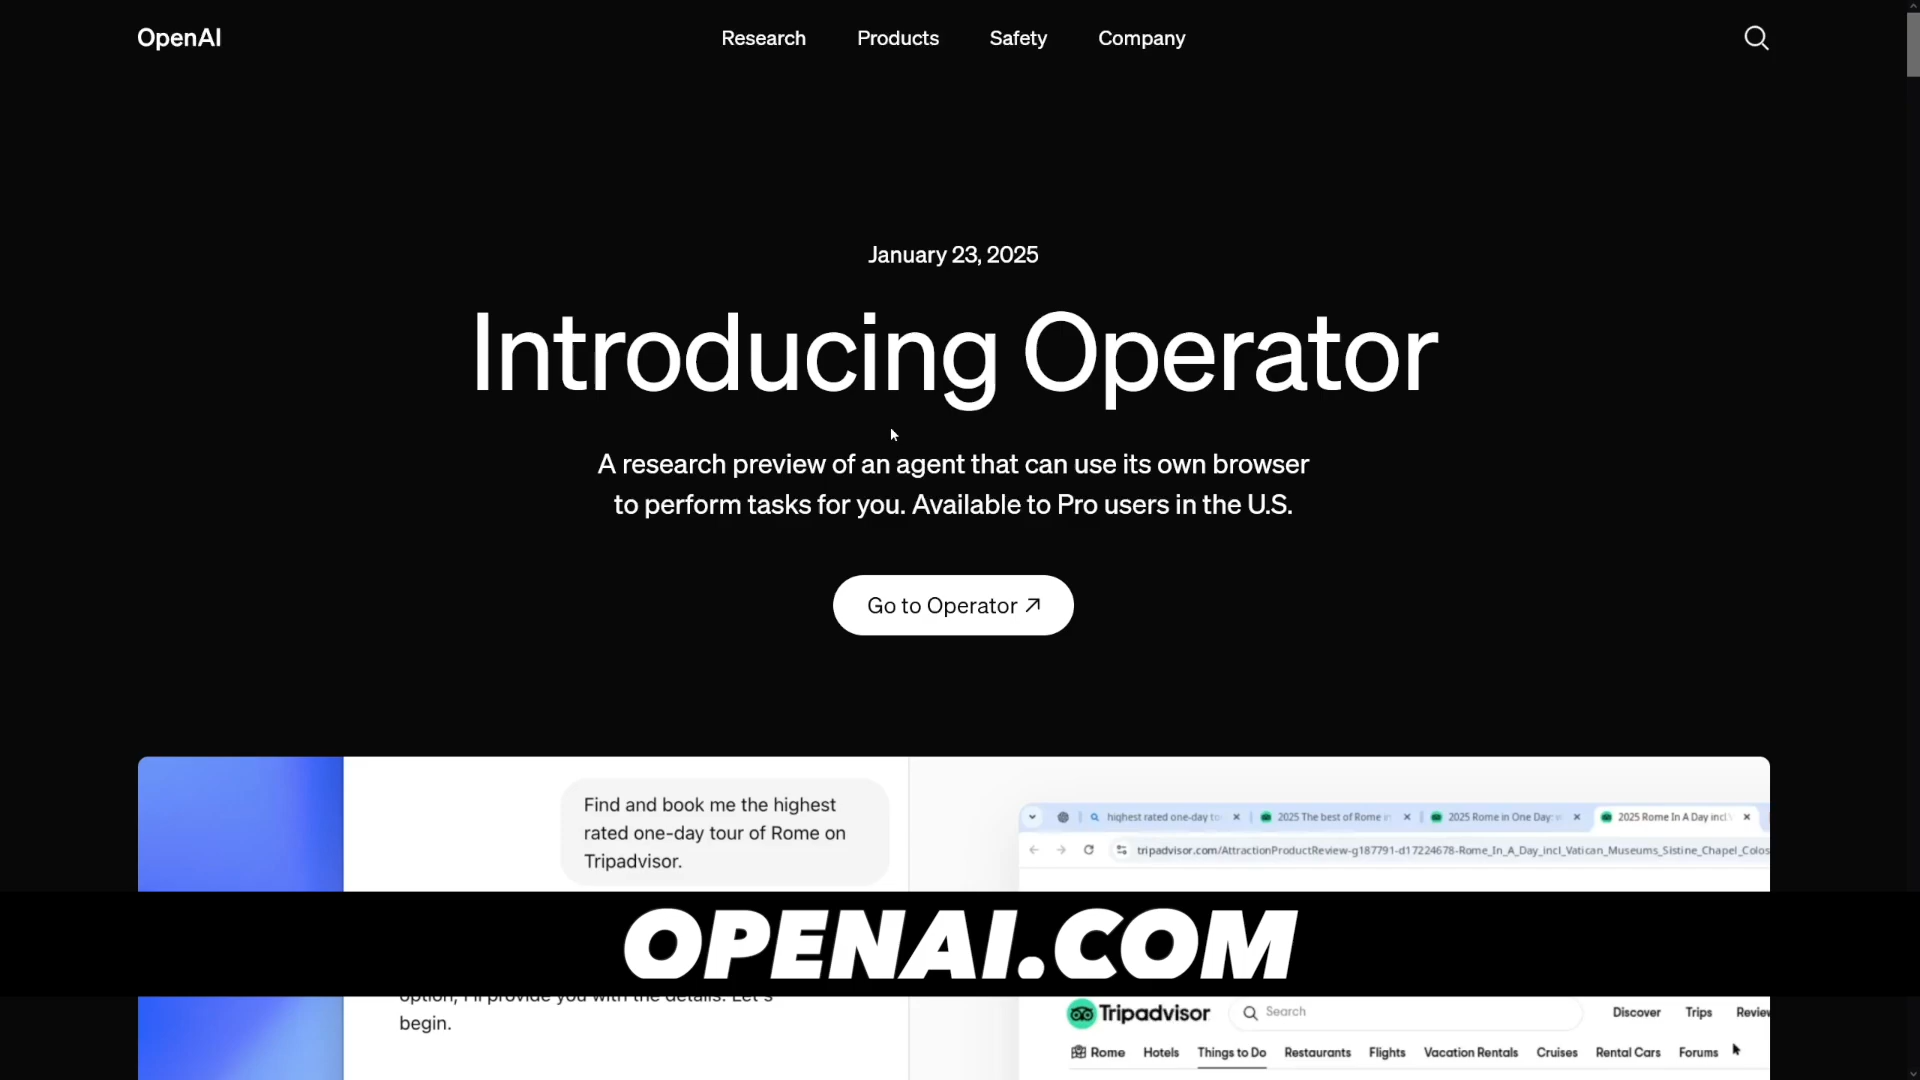 OpenAI
Research Products Safety Company
January 23, 2025
Introducing Operator
A research preview of an agent that can use its own browser
to perform tasks for you. Available to Pro users in the U.S.
Go to Operator ↗
Find and book me the highest
rated one-day tour of Rome on
Tripadvisor.
highest rated one-day to
2025 The best of Rome i
2025 Rome in One Day:
2025 Rome In A Day incl
tripadvisor.com/AttractionProductReview-g187791-d17224678-Rome_In_A_Day_incl_Vatican_Museums_Sistine_Chapel_Colos
OPENAI.COM
option, I'll provide you with the details. Let's
begin.
Tripadvisor Search Discover Trips Review
Rome Hotels Things to Do Restaurants Flights Vacation Rentals Cruises Rental Cars Forums